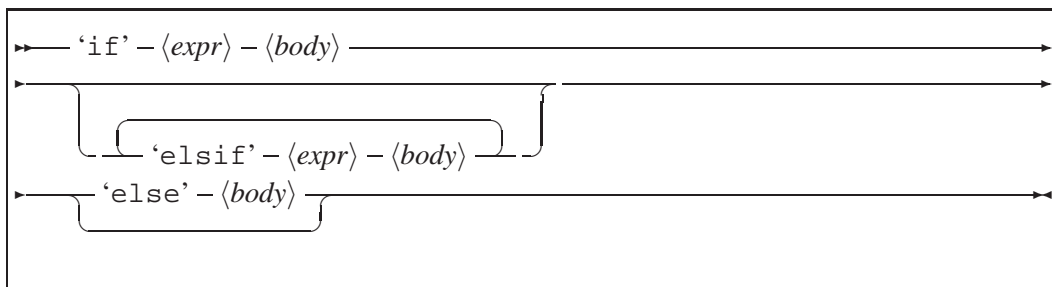 ‘if’ – ⟨expr⟩ – ⟨body⟩
‘elsif’ – ⟨expr⟩ – ⟨body⟩
‘else’ – ⟨body⟩